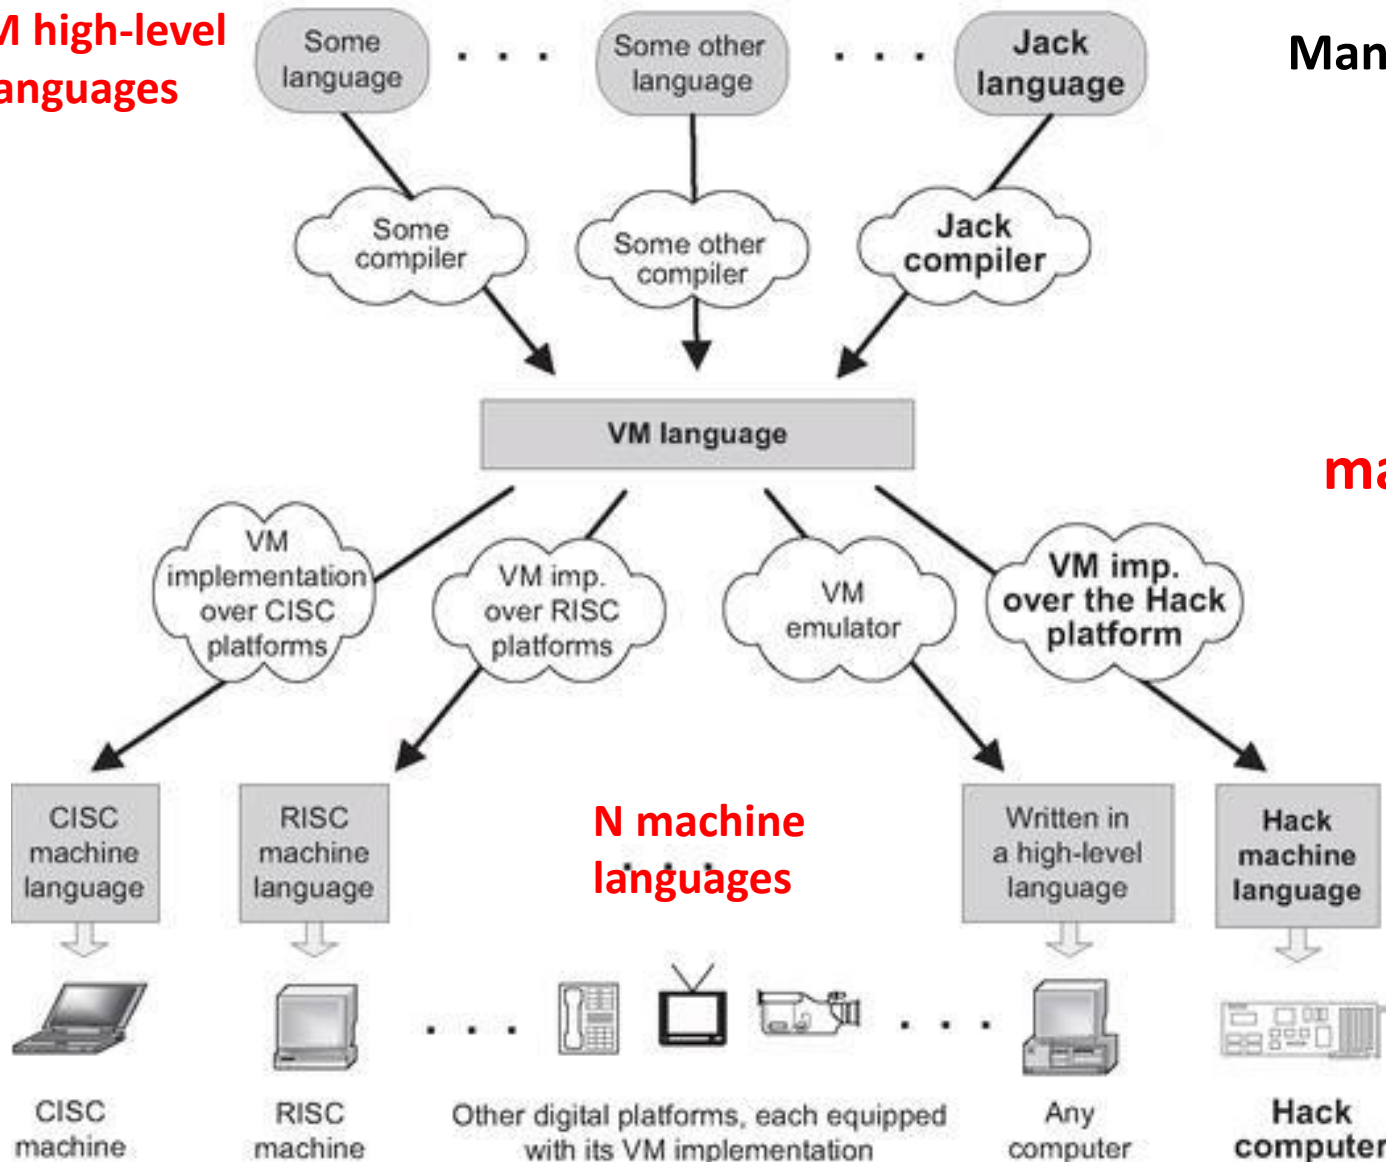 M high-level
anguages
Some
language
Some other
language
Jack
language
Man
Some
compiler
Some other
compiler
Jack
compiler
VM language
ma
VM
implementation
over CISC
platforms
VM imp.
over RISC
platforms
VM
emulator
VM imp.
over the Hack
platform
CISC
machine
language
RISC
machine
language
N machine
languages
Written in
a high-level
language
Hack
machine
language
CISC
machine
RISC
machine
Other digital platforms, each equipped
with its VM implementation
Any
computer
Hack
computer